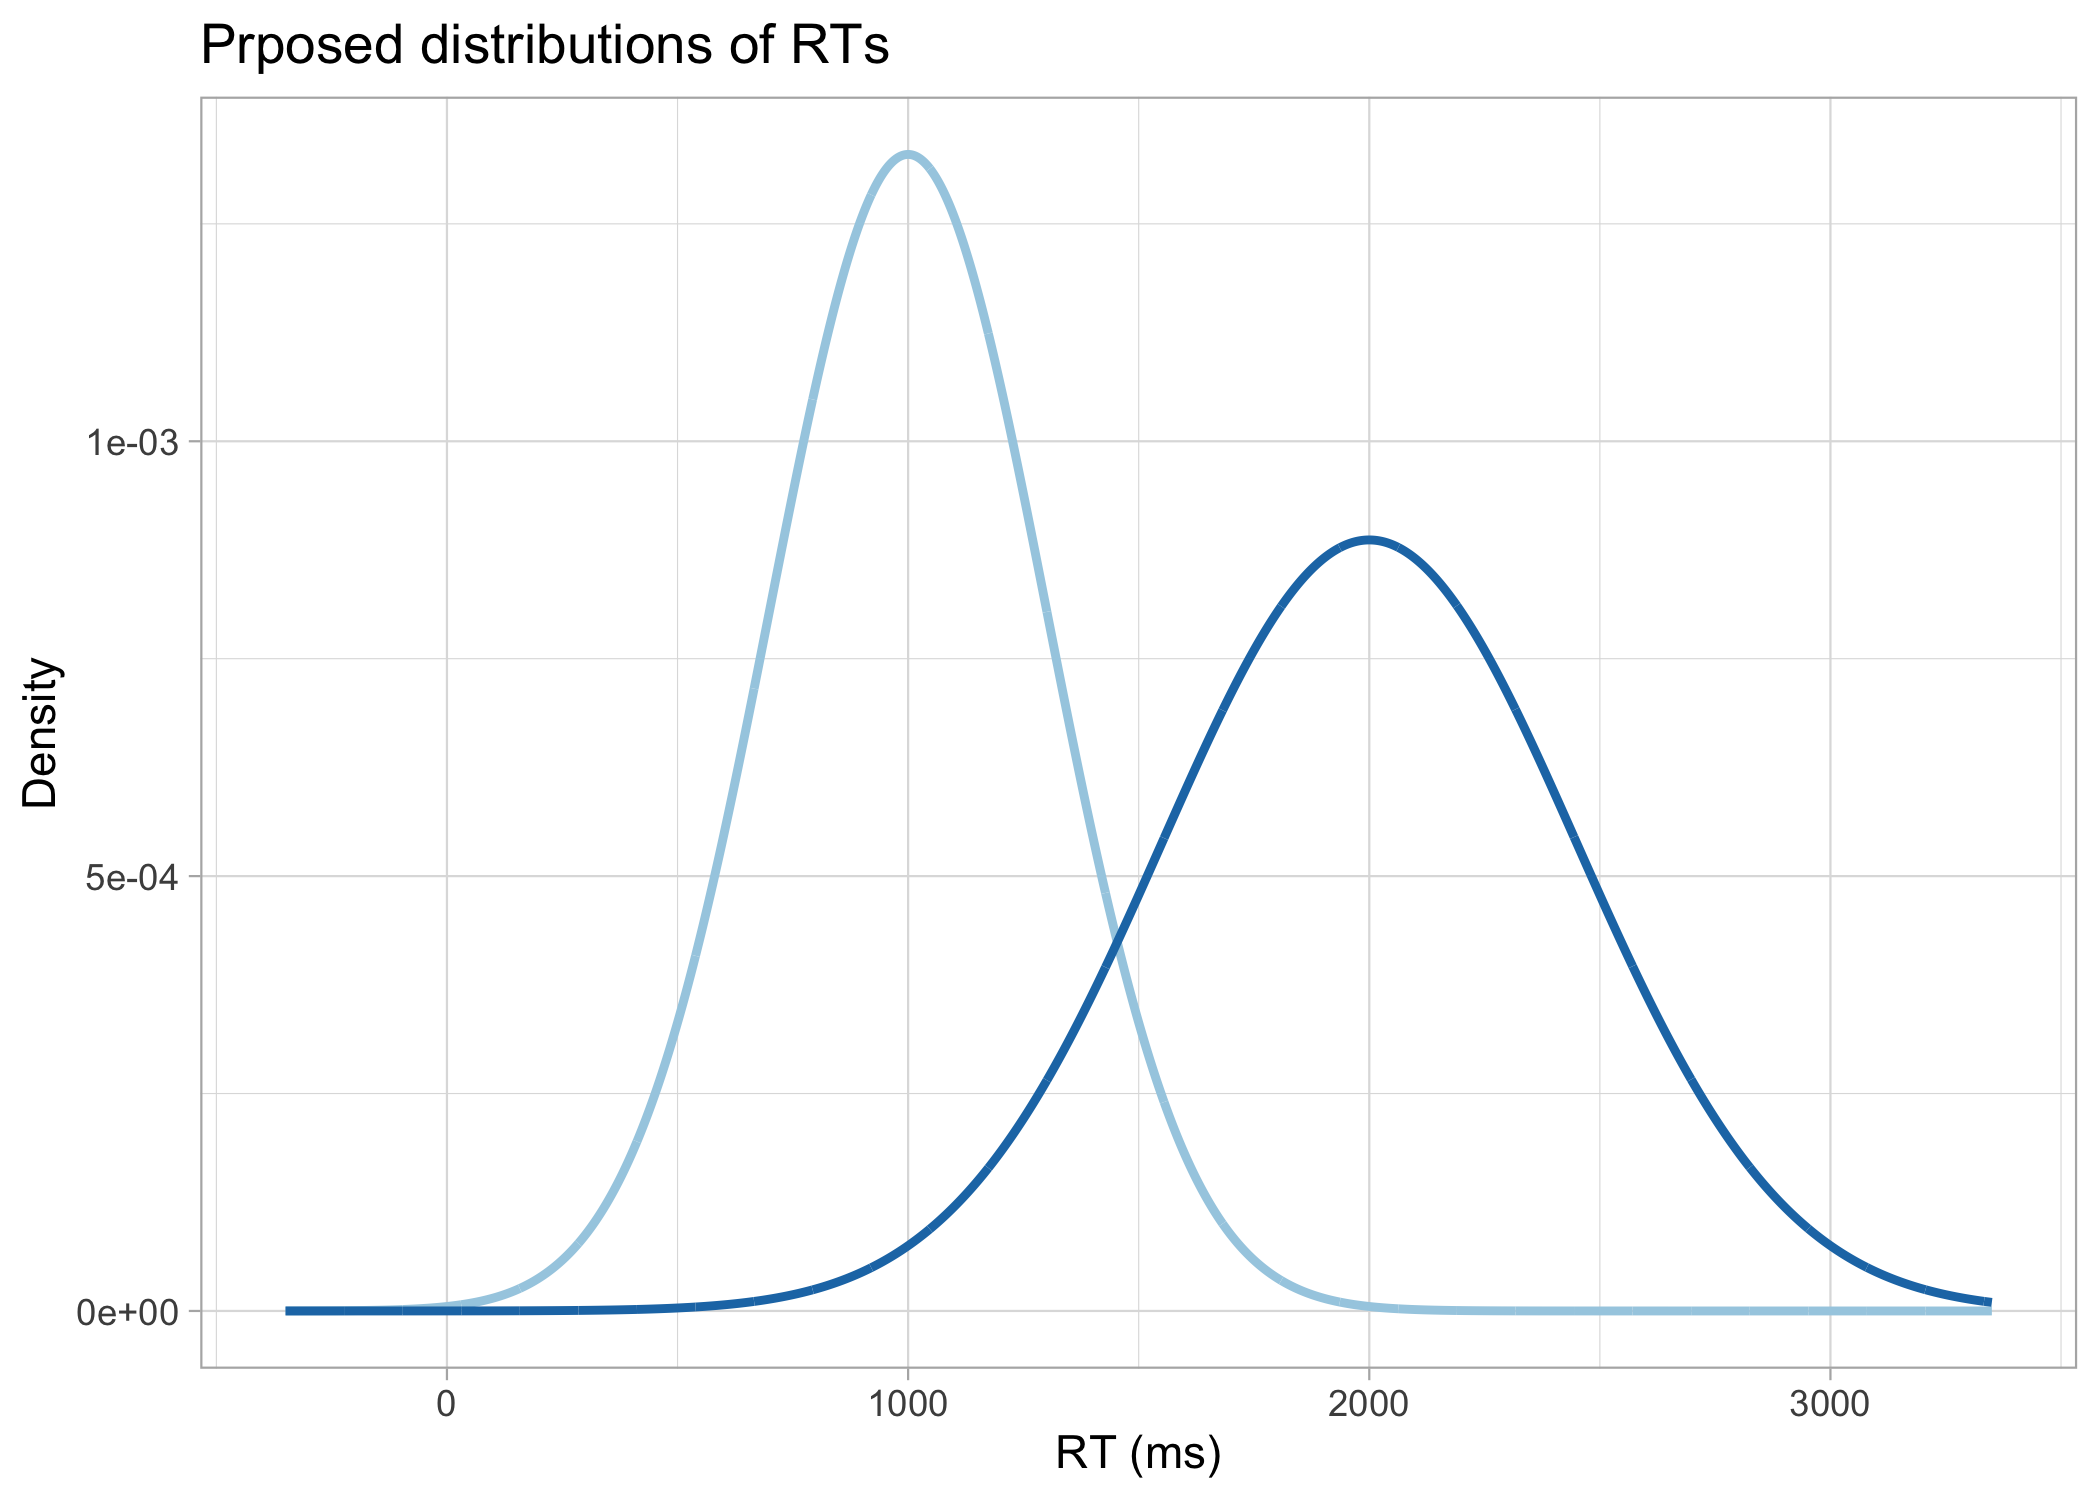 Prposed distributions of RTs
Density
1e-03
5e-04
0e+00
0
1000
2000
3000
RT (ms)